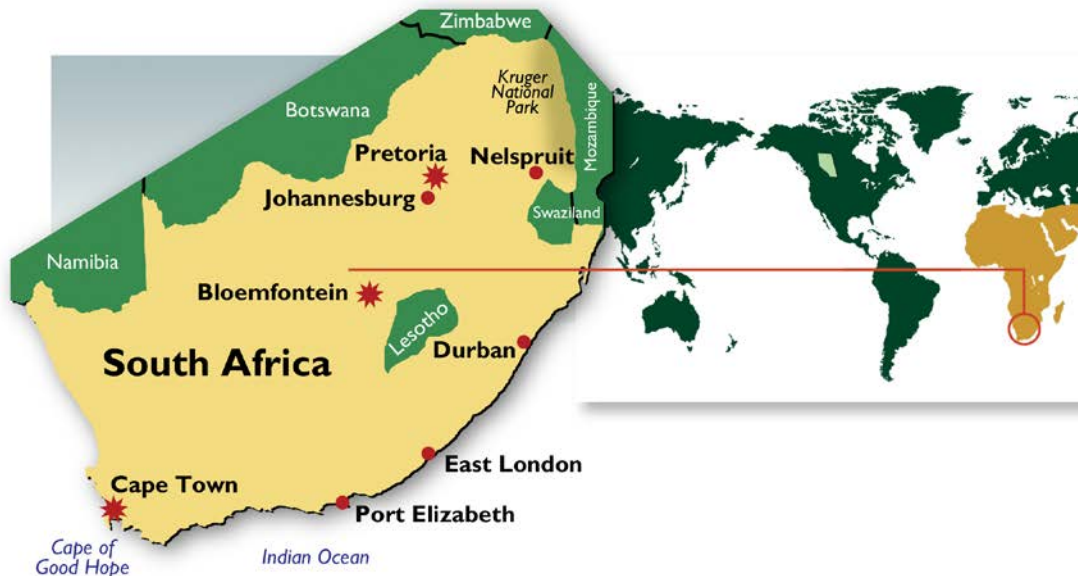 Zimbabwe
Kruger
National
Park
Mozambique
Botswana
Pretoria
Nelspruit
Johannesburg
Swaziland
Namibia
Bloemfontein
Lesotho
Durban
South Africa
East London
Cape Town
Port Elizabeth
Cape of
Good Hope
Indian Ocean